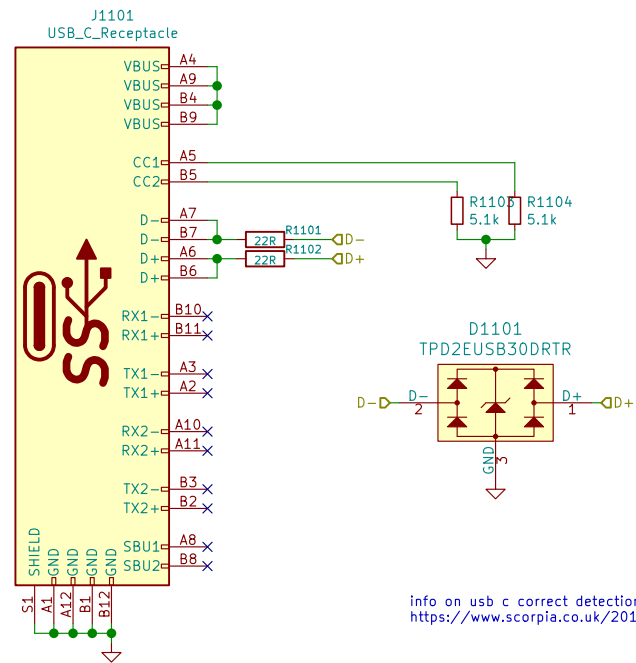 J1101
USB_C_Receptacle
VBUS A4
VBUS A9
VBUS B4
VBUS B9
CC1 A5
CC2 B5
R1103 R1104
5.1k 5.1k
D- A7
D- B7 22R R1101 D-
D+ A6 22R R1102 D+
D+ B6
SS
RX1- B10
RX1+ B11
D1101
TPD2EUSB30DRTR
TX1- A3
TX1+ A2
D- D- 2 D+ 1 D+
RX2- A10
RX2+ A11
GND 3
TX2- B3
TX2+ B2
SBU1 A8
SBU2 B8
SHIELD GND GND GND GND
S1 A1 A12 B1 B12
info on usb c correct detection
https://www.scorpia.co.uk/201